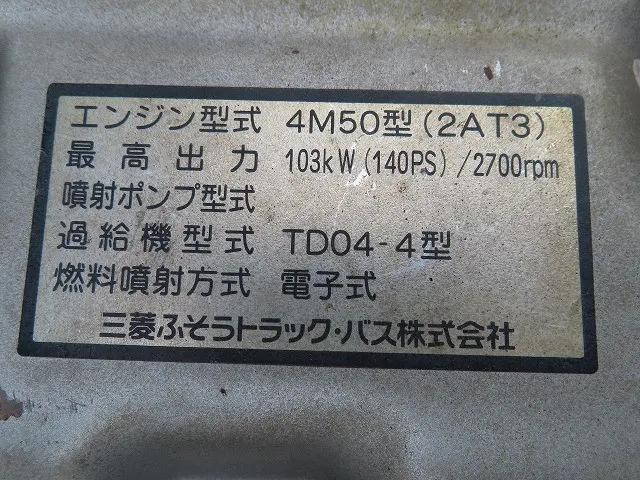 エンジン型式 4M50型(2AT3)
最高出力 103kW(140PS)/2700rpm
噴射ポンプ型式
過給機型式 TD04-4型
燃料噴射方式 電子式
三菱ふそうトラック・バス株式会社